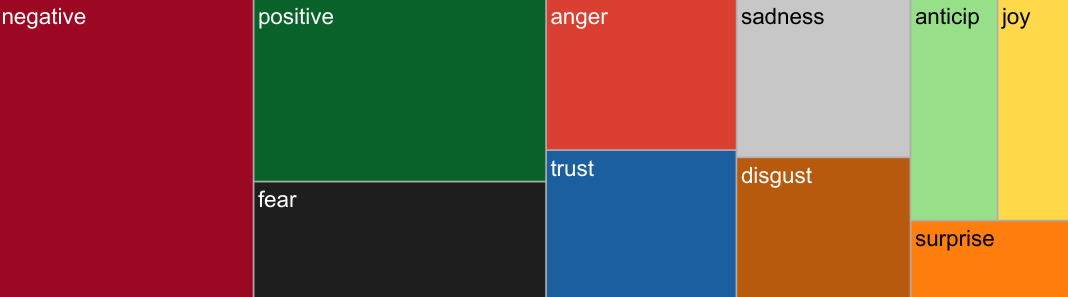 negative
positive
fear
anger
trust
sadness
disgust
anticip
joy
surprise